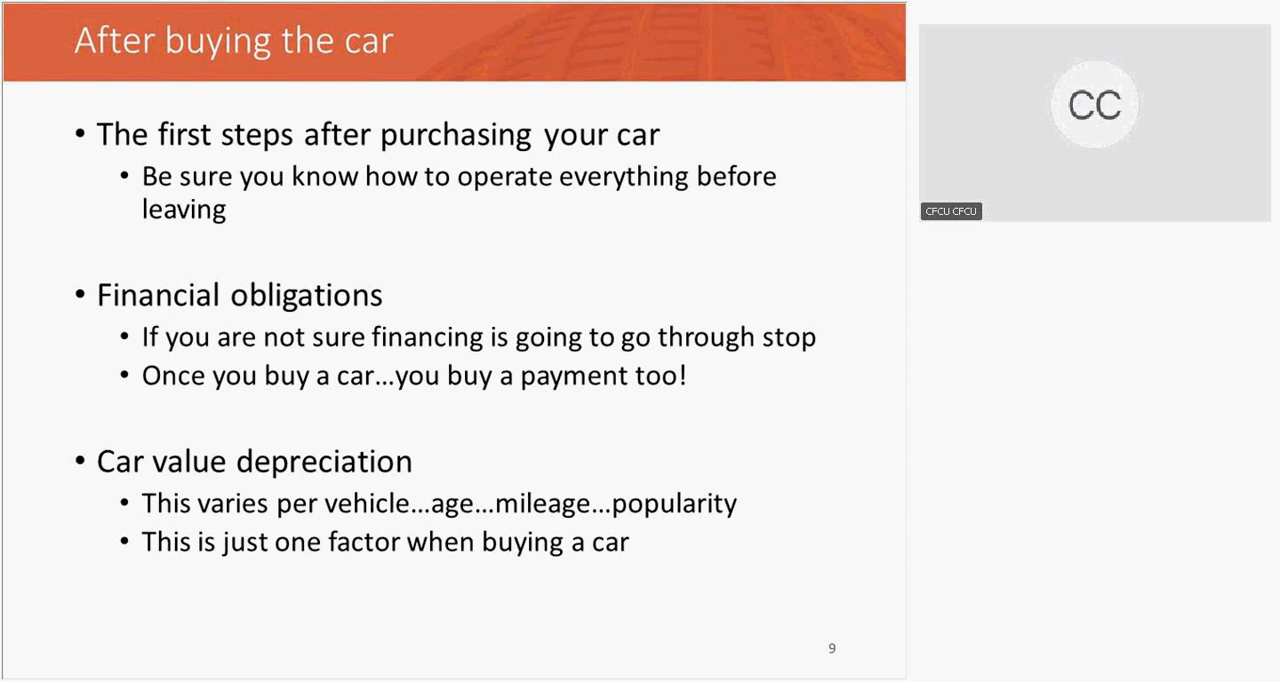 After buying the car
• The first steps after purchasing your car
• Be sure you know how to operate everything before
leaving
• Financial obligations
• If you are not sure financing is going to go through stop
• Once you buy a car...you buy a payment too!
• Car value depreciation
• This varies per vehicle...age...mileage...popularity
• This is just one factor when buying a car
9
CC
CFCU CFCU